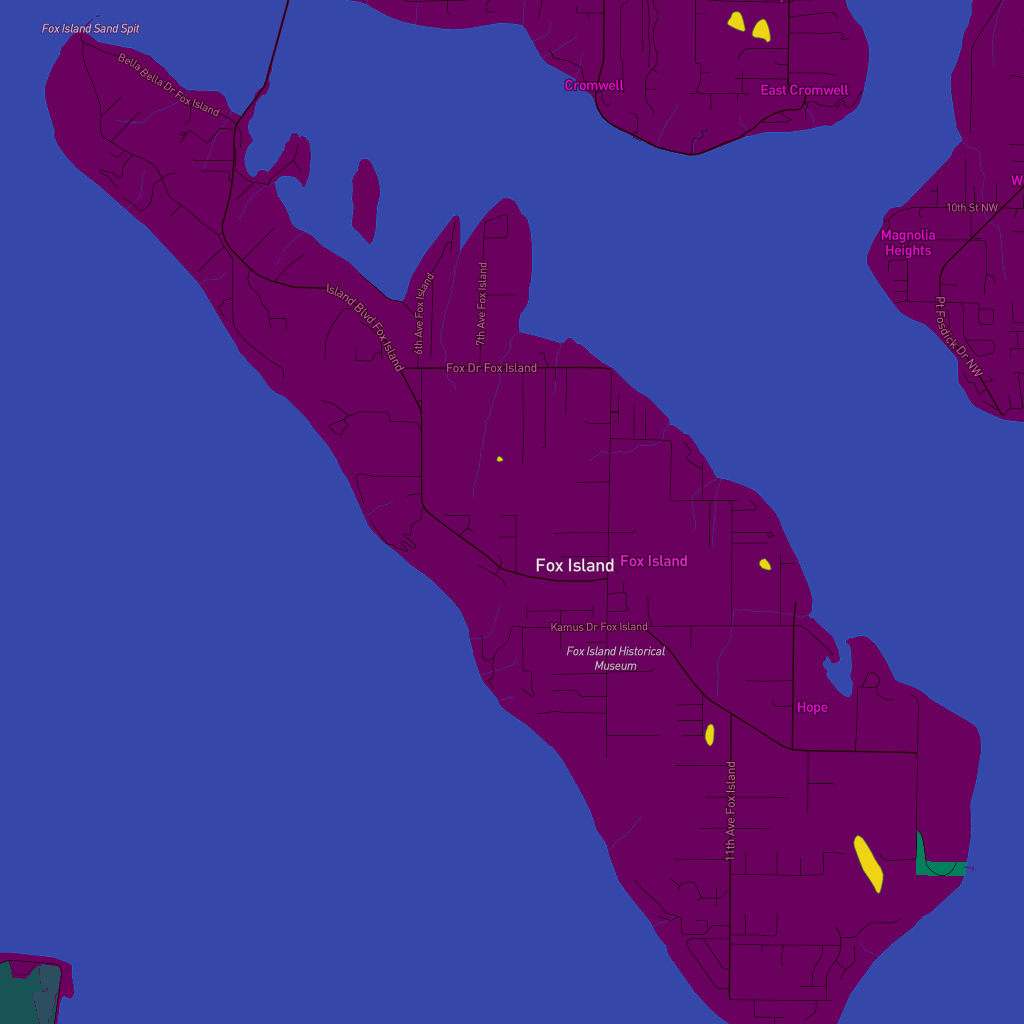 Fox Island Sand Spit
Bella Bella Dr Fox Island
Cromwell
East Cromwell
W
10th St NW
Magnolia
Heights
Pt Fosdick Dr NW
Island Blvd Fox Island
6th Ave Fox Island
7th Ave Fox Island
Fox Dr Fox Island
Fox Island
Fox Island
Kamus Dr Fox Island
Fox Island Historical
Museum
Hope
11th Ave Fox Island